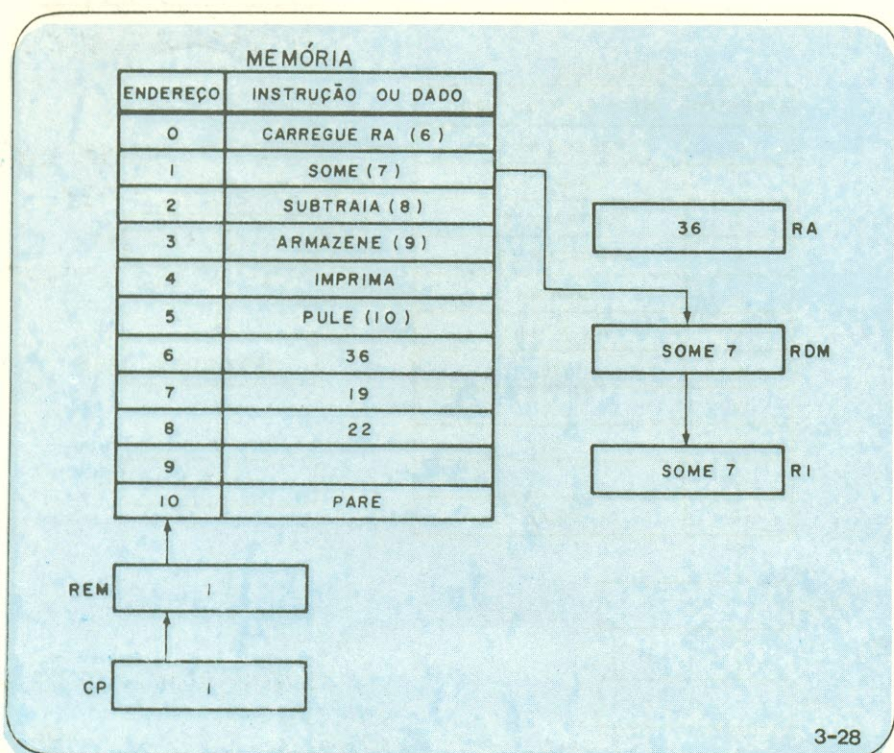 MEMÓRIA
ENDEREÇO INSTRUÇÃO OU DADO
0 CARREGUE RA (6)
1 SOME (7)
2 SUBTRAIA (8)
3 ARMAZENE (9)
4 IMPRIMA
5 PULE (10)
6 36
7 19
8 22
9
10 PARE
36 RA
SOME 7 RDM
SOME 7 RI
REM 1
CP 1
3-28